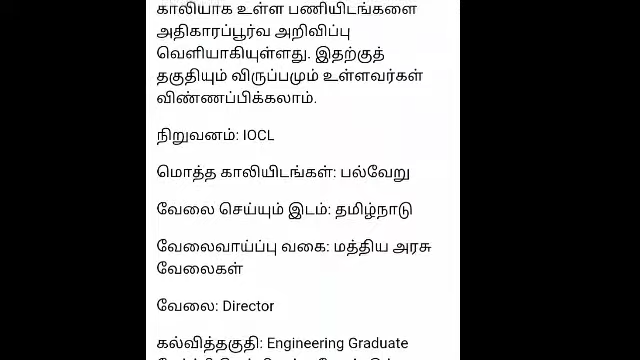 காலியாக உள்ள பணியிடங்களை
அதிகாரப்பூர்வ அறிவிப்பு
வெளியாகியுள்ளது. இதற்குத்
தகுதியும் விருப்பமும் உள்ளவர்கள்
விண்ணப்பிக்கலாம்.
நிறுவனம்: IOCL
மொத்த காலியிடங்கள்: பல்வேறு
வேலை செய்யும் இடம்: தமிழ்நாடு
வேலைவாய்ப்பு வகை: மத்திய அரசு
வேலைகள்
வேலை: Director
கல்வித்தகுதி: Engineering Graduate